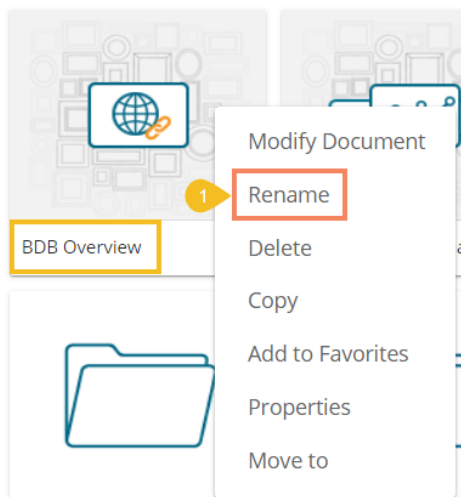 Modify Document
1
Rename
BDB Overview
Delete
Copy
Add to Favorites
Properties
Move to